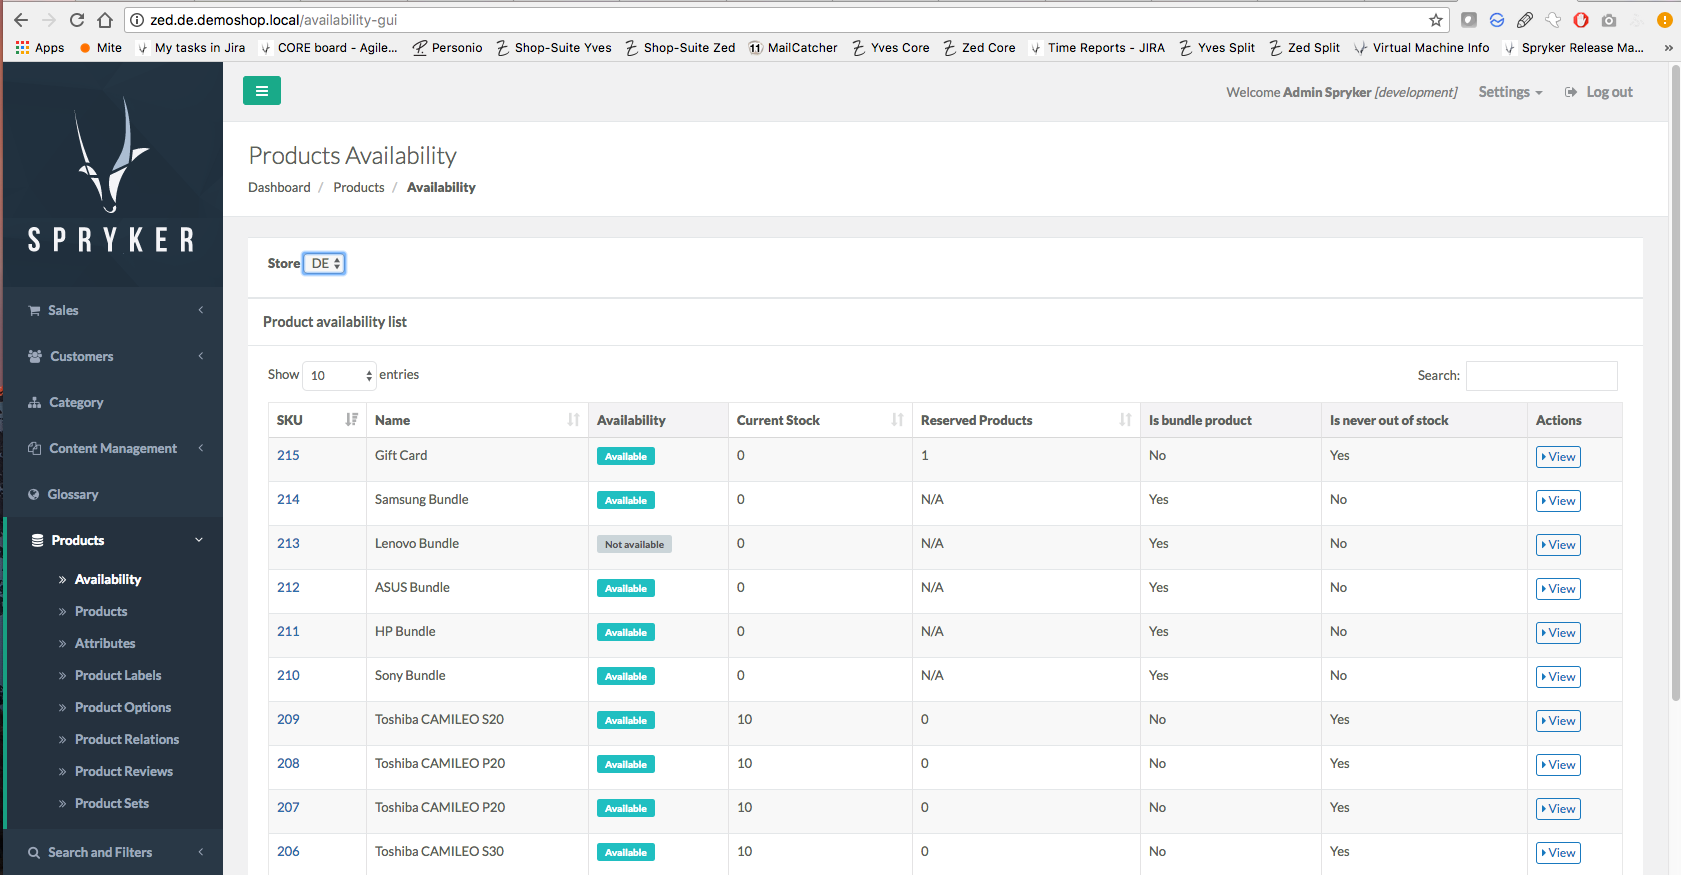 zed.de.demoshop.local/availability-gui
Apps Mite My tasks in Jira CORE board - Agile... Personio Shop-Suite Yves Shop-Suite Zed MailCatcher Yves Core Zed Core Time Reports - JIRA Yves Split Zed Split Virtual Machine Info Spryker Release Ma... »
SPRYKER
Welcome Admin Spryker [development] Settings Log out
Products Availability
Dashboard / Products / Availability
Sales
Customers
Category
Content Management
Glossary
Products
» Availability
» Products
» Attributes
» Product Labels
» Product Options
» Product Relations
» Product Reviews
» Product Sets
Search and Filters
Store DE
Product availability list
Show 10 entries Search:
SKU Name Availability Current Stock Reserved Products Is bundle product Is never out of stock Actions
215 Gift Card Available 0 1 No Yes View
214 Samsung Bundle Available 0 N/A Yes No View
213 Lenovo Bundle Not available 0 N/A Yes No View
212 ASUS Bundle Available 0 N/A Yes No View
211 HP Bundle Available 0 N/A Yes No View
210 Sony Bundle Available 0 N/A Yes No View
209 Toshiba CAMILEO S20 Available 10 0 No Yes View
208 Toshiba CAMILEO P20 Available 10 0 No Yes View
207 Toshiba CAMILEO P20 Available 10 0 No Yes View
206 Toshiba CAMILEO S30 Available 10 0 No Yes View